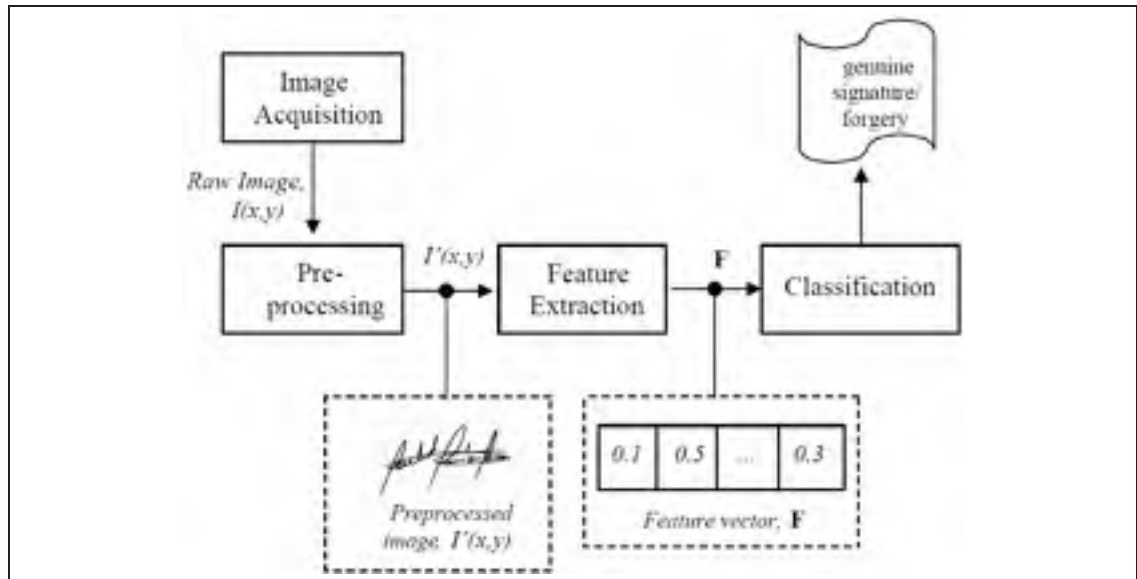 Image
Acquisition
genuine
signature/
forgery
Raw Image,
I(x,y)
Pre-
processing
I'(x,y)
Feature
Extraction
F
Classification
Preprocessed
image, I'(x,y)
0.1 0.5 ... 0.3
Feature vector, F